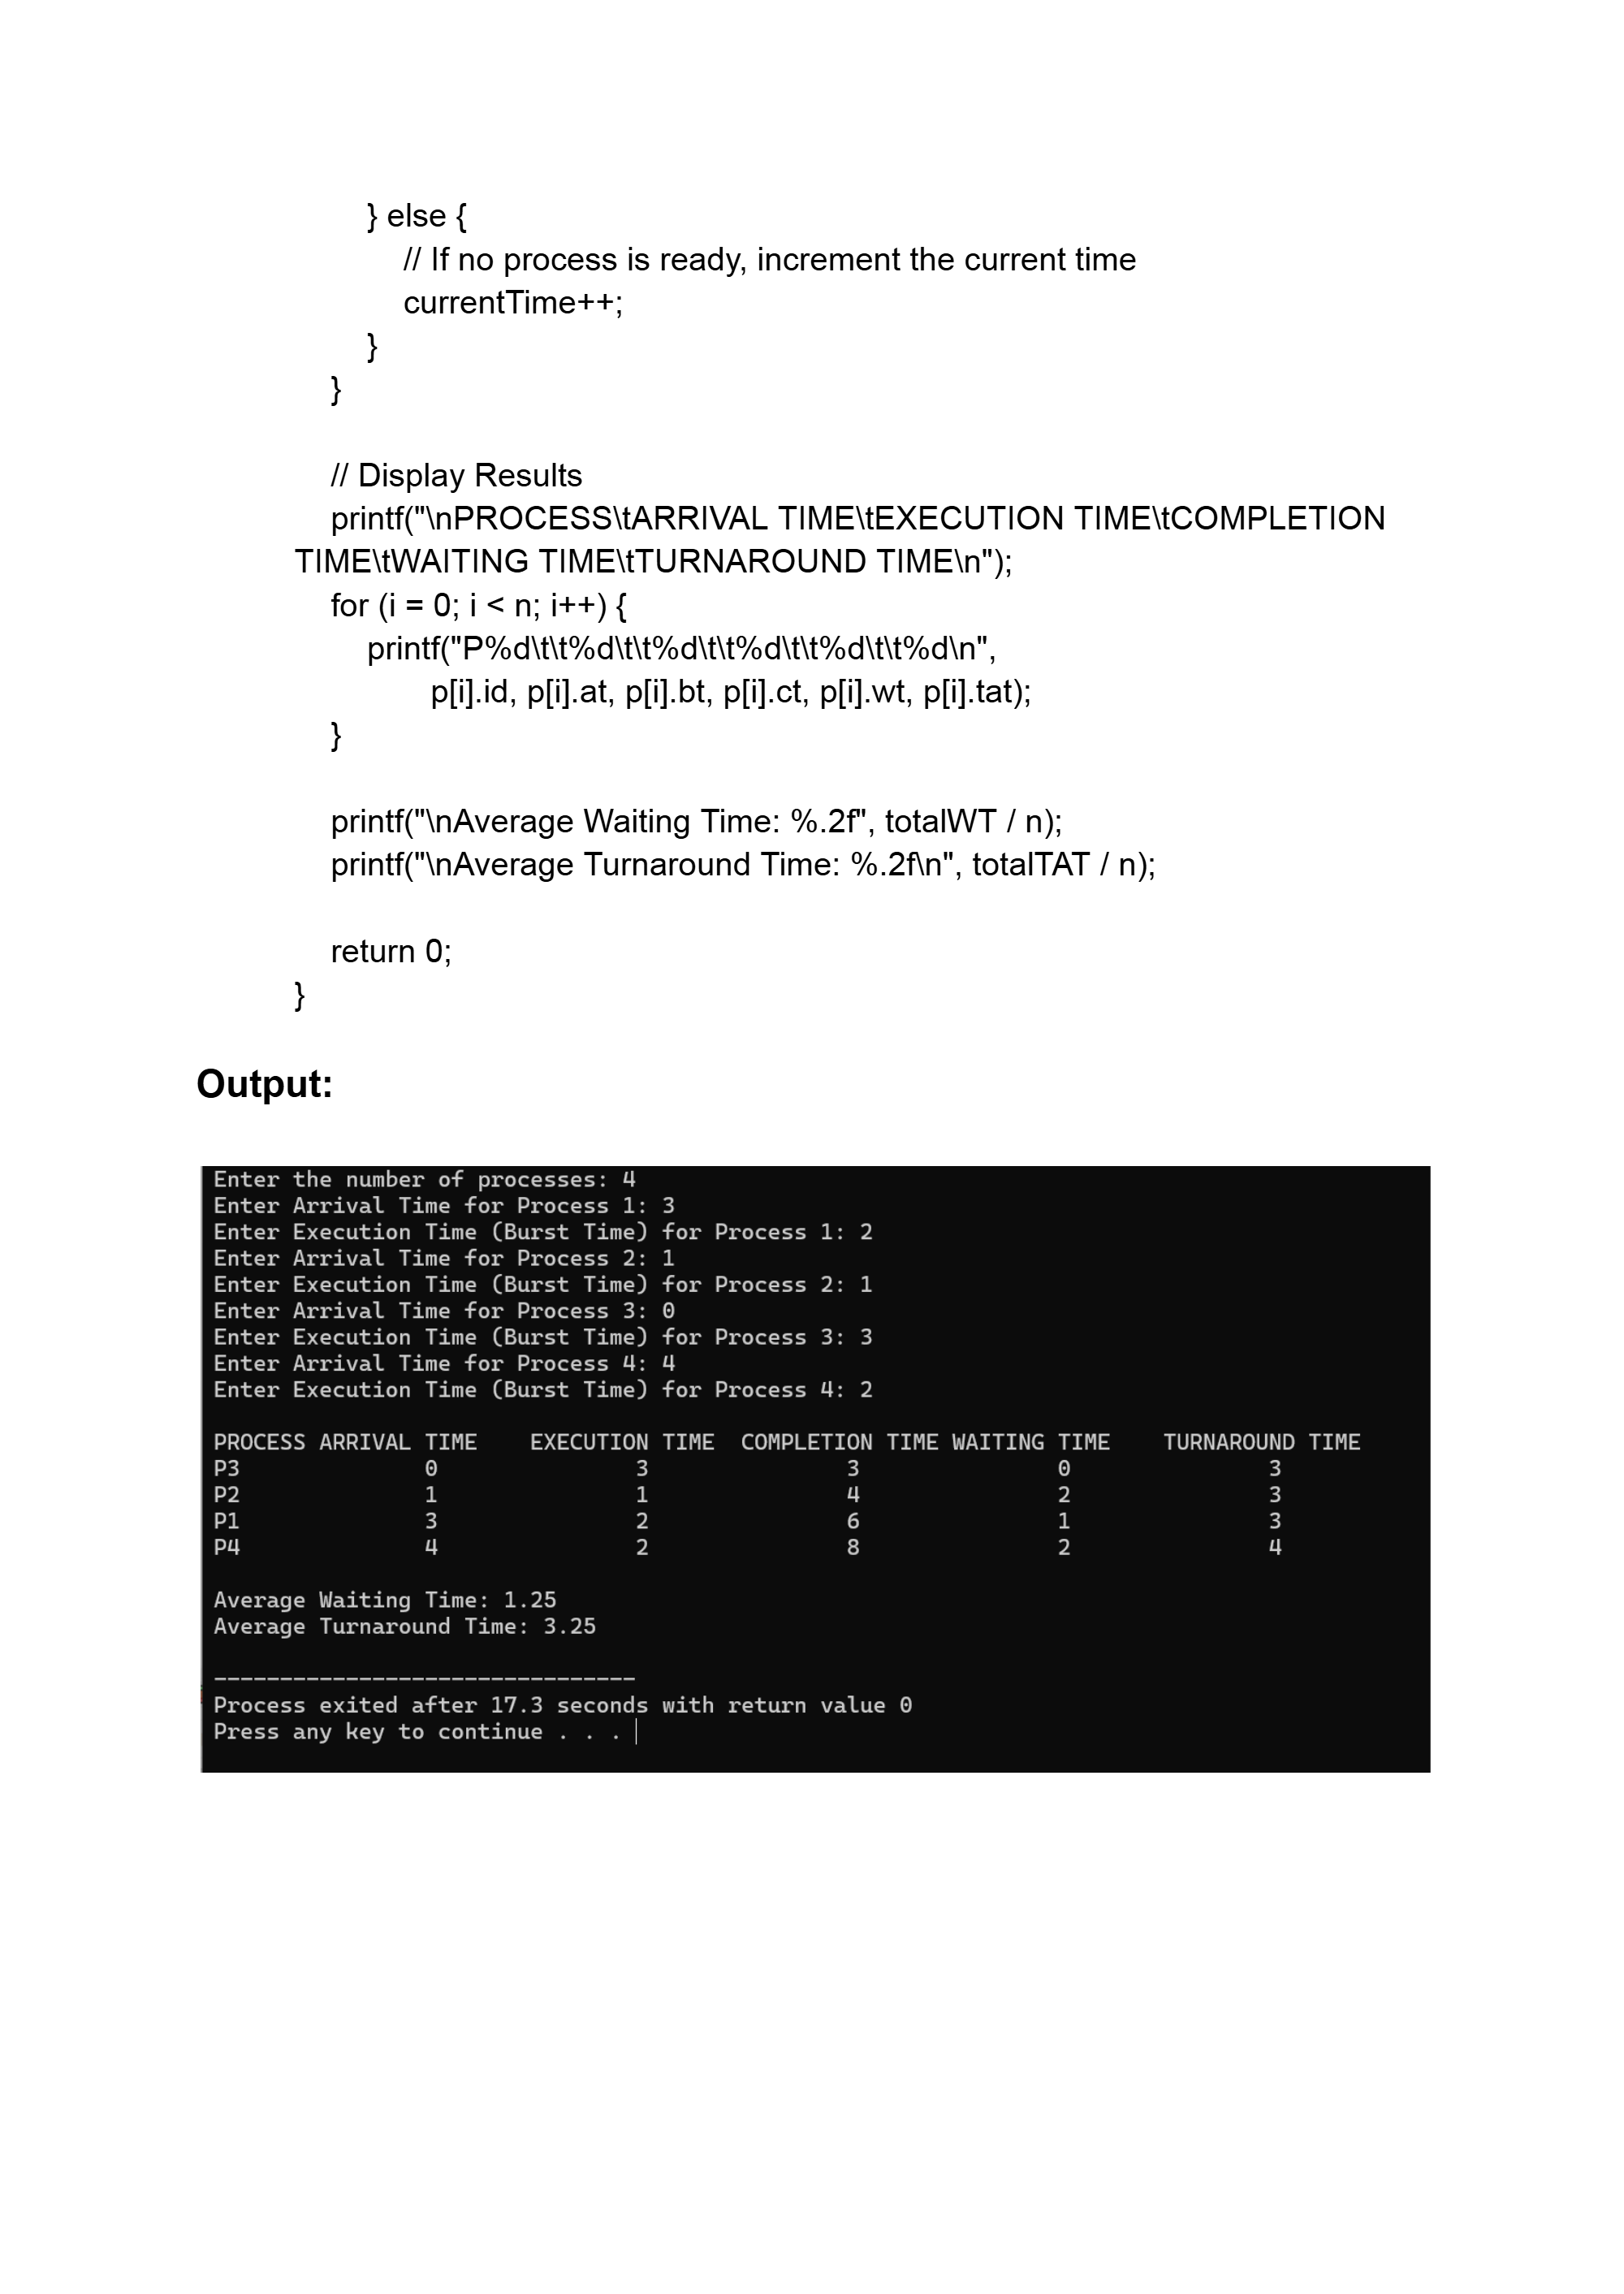 } else {
// If no process is ready, increment the current time
currentTime++;
}
}
// Display Results
printf("\nPROCESS\tARRIVAL TIME\tEXECUTION TIME\tCOMPLETION
TIME\tWAITING TIME\tTURNAROUND TIME\n");
for (i = 0; i < n; i++) {
printf("P%d\t\t%d\t\t%d\t\t%d\t\t%d\t\t%d\n",
p[i].id, p[i].at, p[i].bt, p[i].ct, p[i].wt, p[i].tat);
}
printf("\nAverage Waiting Time: %.2f", totalWT / n);
printf("\nAverage Turnaround Time: %.2f\n", totalTAT / n);
return 0;
}
Output:
Enter the number of processes: 4
Enter Arrival Time for Process 1: 3
Enter Execution Time (Burst Time) for Process 1: 2
Enter Arrival Time for Process 2: 1
Enter Execution Time (Burst Time) for Process 2: 1
Enter Arrival Time for Process 3: 0
Enter Execution Time (Burst Time) for Process 3: 3
Enter Arrival Time for Process 4: 4
Enter Execution Time (Burst Time) for Process 4: 2
PROCESS ARRIVAL TIME    EXECUTION TIME  COMPLETION TIME WAITING TIME    TURNAROUND TIME
P3              0               3               3               0               3
P2              1               1               4               2               3
P1              3               2               6               1               3
P4              4               2               8               2               4
Average Waiting Time: 1.25
Average Turnaround Time: 3.25
--------------------------------
Process exited after 17.3 seconds with return value 0
Press any key to continue . . .